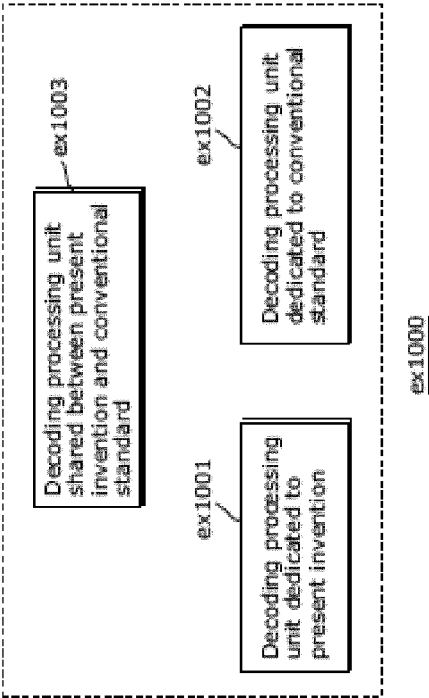 Decoding processing unit
shared between present
invention and conventional
standard
ex1003
ex1001
Decoding processing
unit dedicated to
present invention
ex1002
Decoding processing unit
dedicated to conventional
standard
ex1000